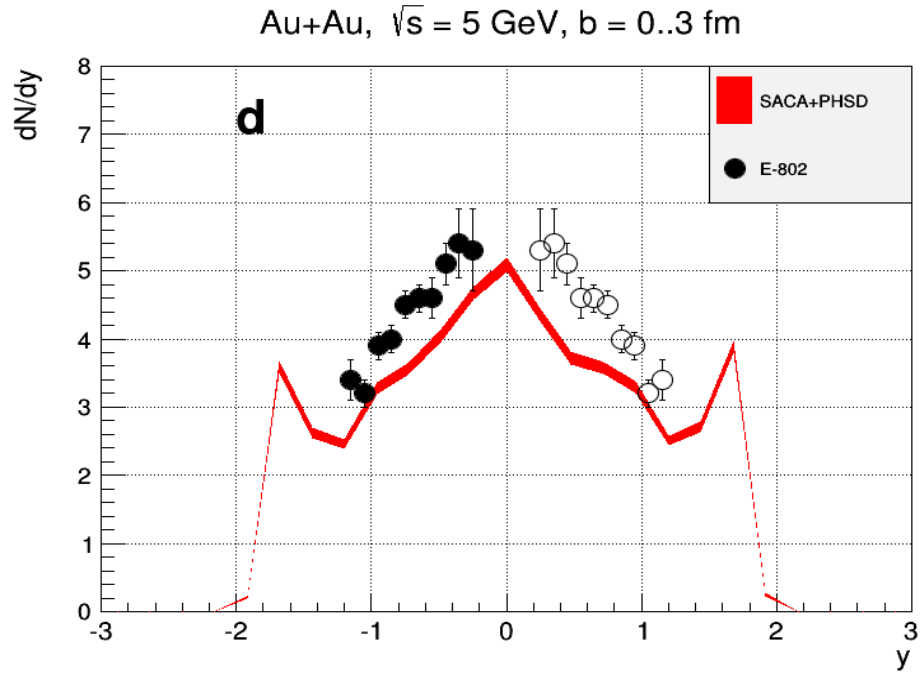 Au+Au, √s = 5 GeV, b = 0..3 fm
dN/dy
8
7
6
5
4
3
2
1
0
d
SACA+PHSD
E-802
-3 -2 -1 0 1 2 3
y